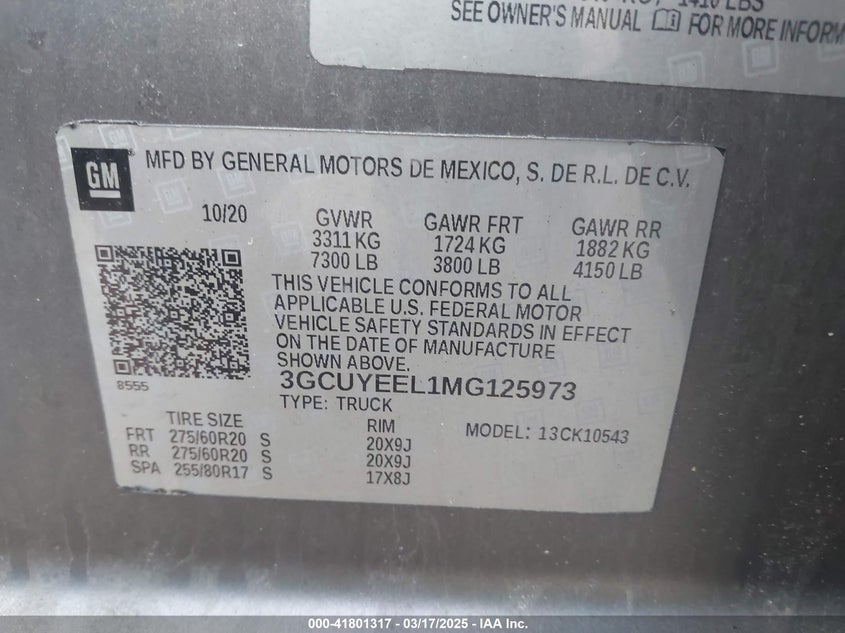 1410 LBS
SEE OWNER'S MANUAL FOR MORE INFORM
GM
MFD BY GENERAL MOTORS DE MEXICO, S. DE R.L. DE C.V.
10/20 GVWR GAWR FRT GAWR RR
3311 KG 1724 KG 1882 KG
7300 LB 3800 LB 4150 LB
THIS VEHICLE CONFORMS TO ALL
APPLICABLE U.S. FEDERAL MOTOR
VEHICLE SAFETY STANDARDS IN EFFECT
ON THE DATE OF MANUFACTURE
SHOWN ABOVE.
8555
3GCUYEEL1MG125973
TYPE: TRUCK
TIRE SIZE RIM MODEL: 13CK10543
FRT 275/60R20 S 20X9J
RR 275/60R20 S 20X9J
SPA 255/80R17 S 17X8J
000-41801317 - 03/17/2025 - IAA Inc.